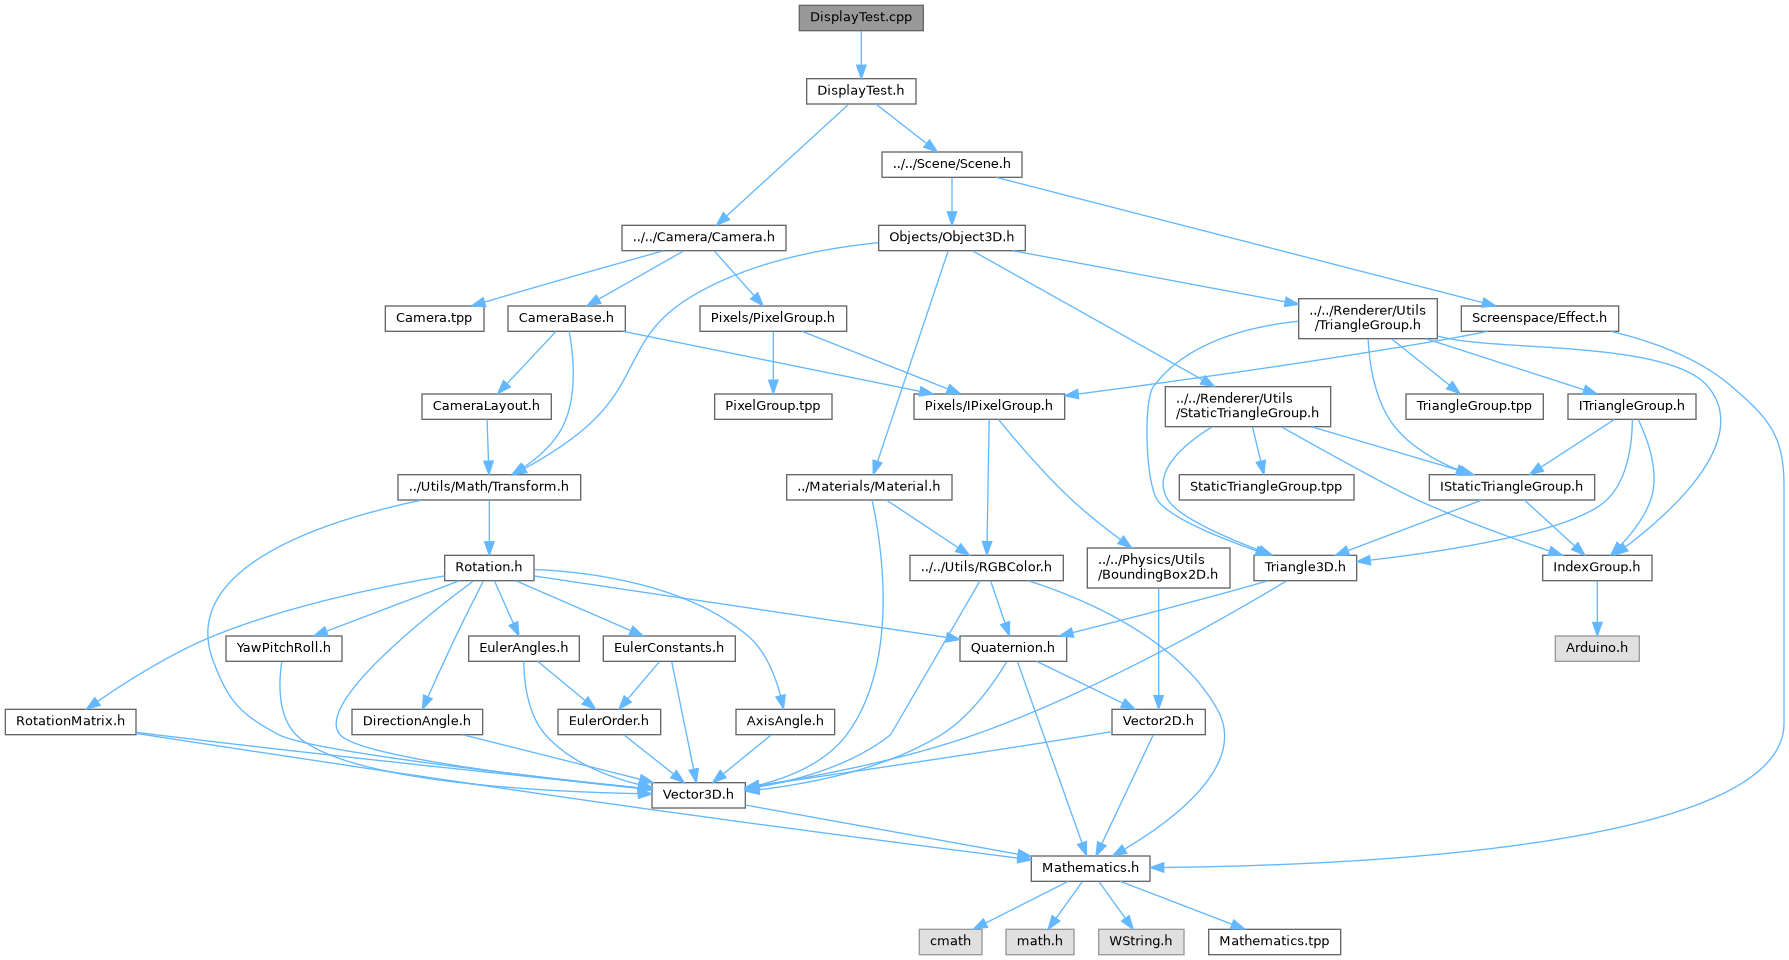 DisplayTest.cpp
DisplayTest.h
../../Scene/Scene.h
../../Camera/Camera.h
Objects/Object3D.h
Camera.tpp
CameraBase.h
Pixels/PixelGroup.h
../../Renderer/Utils
/TriangleGroup.h
Screenspace/Effect.h
CameraLayout.h
PixelGroup.tpp
Pixels/IPixelGroup.h
../../Renderer/Utils
/StaticTriangleGroup.h
TriangleGroup.tpp
ITriangleGroup.h
../Utils/Math/Transform.h
../Materials/Material.h
StaticTriangleGroup.tpp
IStaticTriangleGroup.h
Rotation.h
../../Utils/RGBColor.h
../../Physics/Utils
/BoundingBox2D.h
Triangle3D.h
IndexGroup.h
YawPitchRoll.h
EulerAngles.h
EulerConstants.h
Quaternion.h
Arduino.h
RotationMatrix.h
DirectionAngle.h
EulerOrder.h
AxisAngle.h
Vector2D.h
Vector3D.h
Mathematics.h
cmath
math.h
WString.h
Mathematics.tpp